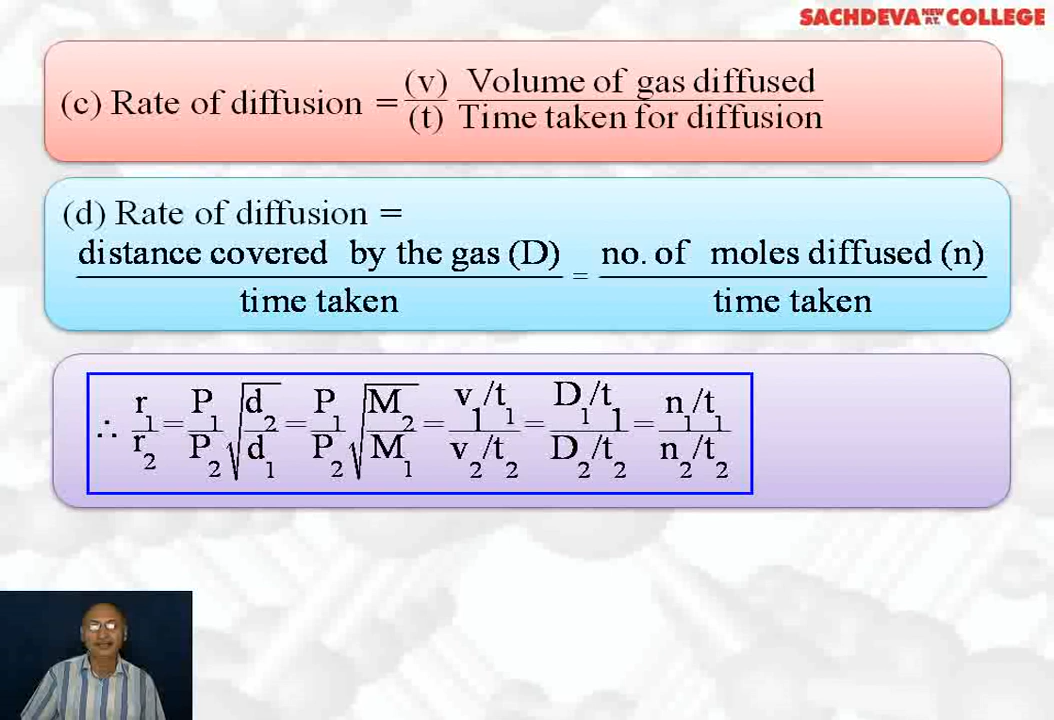 SACHDEVA NEW P.T. COLLEGE
(c) Rate of diffusion = (v)/(t) Volume of gas diffused/Time taken for diffusion
(d) Rate of diffusion =
distance covered by the gas (D)/time taken = no. of moles diffused (n)/time taken
∴ r₁/r₂ = P₁/P₂ √(d₂/d₁) = P₁/P₂ √(M₂/M₁) = v₁/t₁/v₂/t₂ = D₁/t₁/D₂/t₂ = n₁/t₁/n₂/t₂